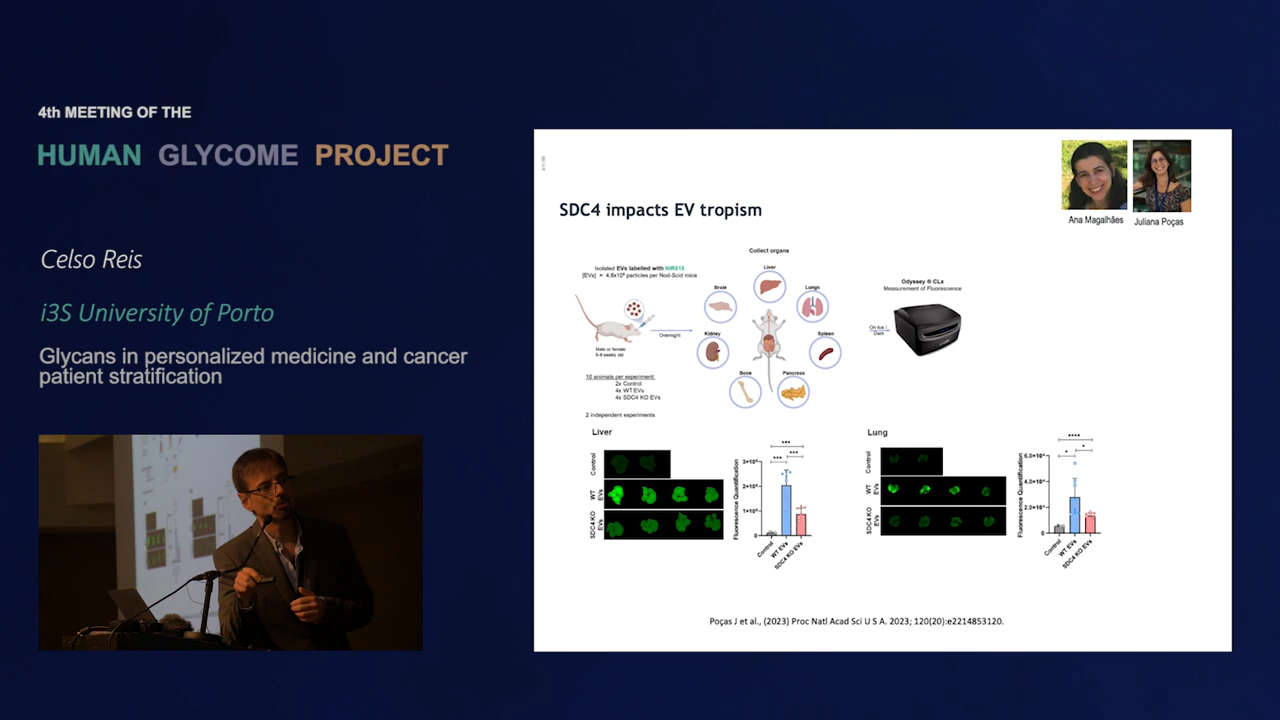 4th MEETING OF THE
HUMAN GLYCOME PROJECT
Celso Reis
i3S University of Porto
Glycans in personalized medicine and cancer
patient stratification
Ana Magalhães
Juliana Poças
SDC4 impacts EV tropism
Isolated EVs labelled with NIR815
[EVs] = 4,8x10⁹ particles per Nod-Scid mice
Male or female
6-8 weeks old
Overnight
10 animals per experiment:
2x Control
4x WT EVs
4x SDC4 KO EVs
2 independent experiments
Collect organs
Liver
Brain
Lungs
Kidney
Spleen
Bone
Pancreas
On Ice /
Dark
Odyssey ® CLx
Measurement of Fluorescence
Liver
Control
WT
EVs
SDC4 KO
EVs
Fluorescence Quantification
0
Control
WT EVs
SDC4 KO EVs
***
***
***
Lung
Control
WT
EVs
SDC4 KO
EVs
Fluorescence Quantification
0
Control
WT EVs
SDC4 KO EVs
****
*
*
Poças J et al., (2023) Proc Natl Acad Sci U S A. 2023; 120(20):e2214853120.